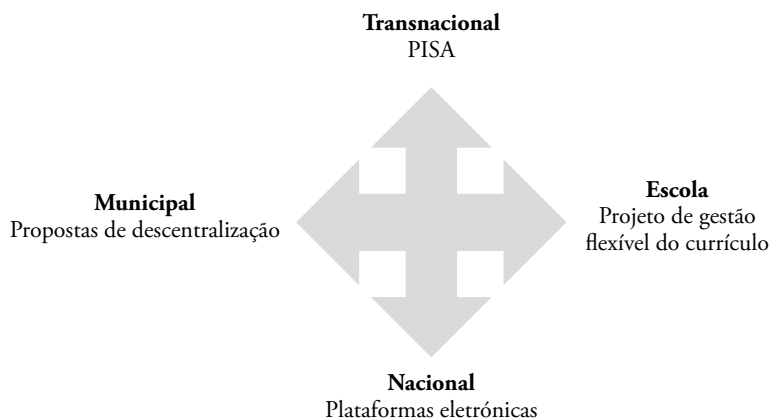 Transnacional
PISA
Municipal
Propostas de descentralização
Escola
Projeto de gestão
flexível do currículo
Nacional
Plataformas eletrónicas